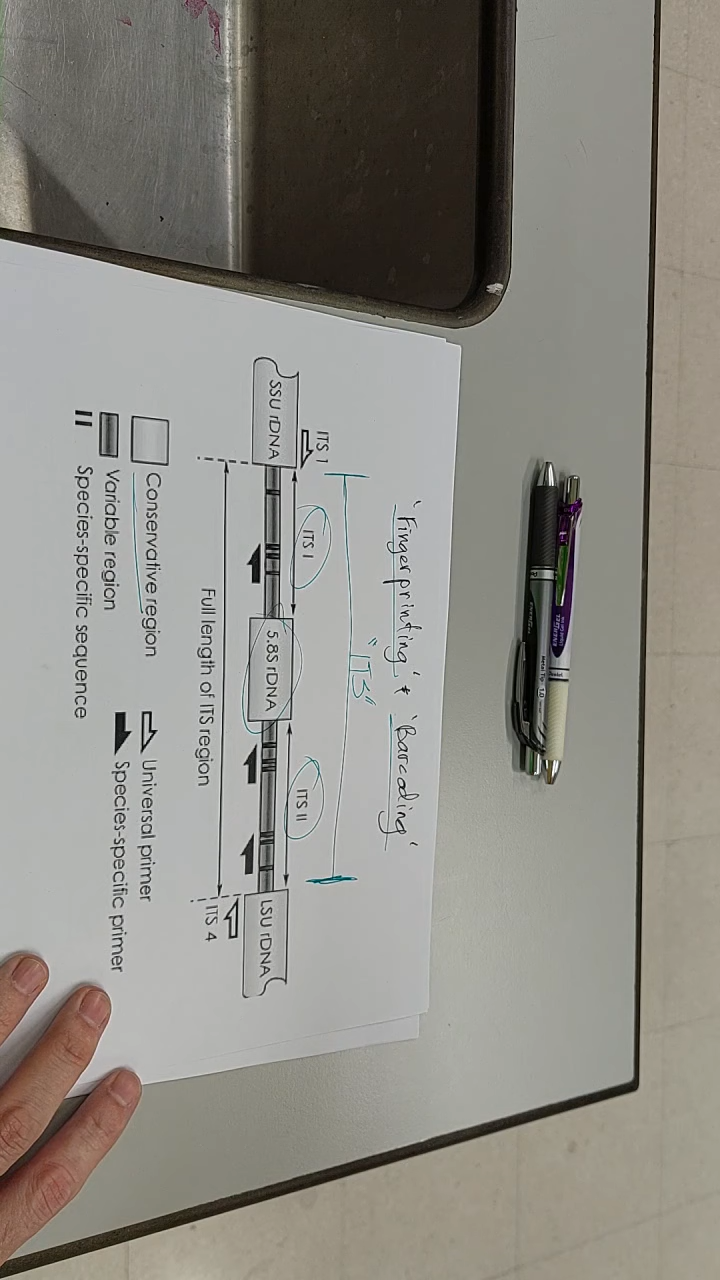 'Fingerprinting' & 'Barcoding'
"ITS"
ITS 1
ITS I
ITS II
SSU rDNA
5.8S rDNA
LSU rDNA
ITS 4
Full length of ITS region
Conservative region
Universal primer
Variable region
Species-specific primer
Species-specific sequence